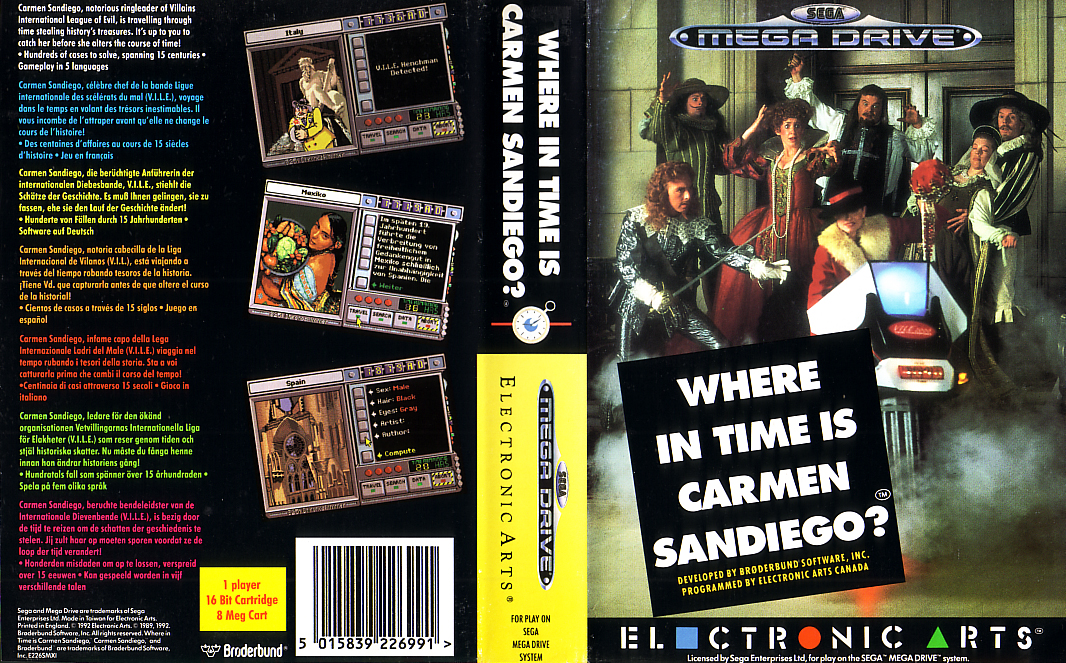 Carmen Sandiego, notorious ringleader of Villains
International League of Evil, is travelling through
time stealing history's treasures. It's up to you to
catch her before she alters the course of time!
• Hundreds of cases to solve, spanning 15 centuries •
Gameplay in 5 languages
Carmen Sandiego, célèbre chef de la bande Ligue
internationale des scélérats du mal (V.I.L.E.), voyage
dans le temps en volant des trésors inestimables. Il
vous incombe de l'attraper avant qu'elle ne change le
cours de l'histoire!
• Des centaines d'affaires au cours de 15 siècles
d'histoire • Jeu en français
Carmen Sandiego, die berüchtigte Anführerin der
internationalen Diebesbande, V.I.L.E., stiehlt die
Schätze der Geschichte. Es muß Ihnen gelingen, sie zu
fassen, ehe sie den Lauf der Geschichte ändert!
• Hunderte von Fällen durch 15 Jahrhunderten •
Software auf Deutsch
Carmen Sandiego, notoria cabecilla de la Liga
Internacional de Vilanos (V.I.L.), está viajando a
través del tiempo robando tesoros de la historia.
¡Tiene Vd. que capturarla antes de que altere el curso
de la historia!
• Cientos de casos a través de 15 siglos • Juego en
español
Carmen Sandiego, infame capo della Lega
Internazionale Ladri del Male (V.I.L.E.) viaggia nel
tempo rubando i tesori della storia. Sta a voi
catturarla prima che cambi il corso del tempo!
•Centinaia di casi attraverso 15 secoli • Gioco in
italiano
Carmen Sandiego, ledare för den ökänd
organisationen Vetvillingarnas Internationella Liga
för Elakheter (V.I.L.E.) som reser genom tiden och
stjäl historiska skatter. Nu måste du fånga henne
innan hon ändrar historiens gång!
• Hundratals fall som spänner över 15 århundraden •
Spela på fem olika språk
Carmen Sandiego, beruchte bendeleidster van de
Internationale Dievenbende (V.I.L.E.), is bezig door
de tijd te reizen om de schatten der geschiedenis te
stelen. Jij zult haar op moeten sporen voordat ze de
loop der tijd verandert!
• Honderden misdaden om op te lossen, verspreid
over 15 eeuwen • Kan gespeeld worden in vijf
verschillende talen
Sega and Mega Drive are trademarks of Sega
Enterprises Ltd. Made in Taiwan for Electronic Arts.
Printed in England. © 1992 Electronic Arts. © 1989, 1992.
Broderbund Software, Inc. All rights reserved. Where in
Time is Carmen Sandiego, Carmen Sandiego, and
Broderbund are trademarks of Broderbund Software,
Inc. E226SMXI
1 player
16 Bit Cartridge
8 Meg Cart
Brøderbund®
5 015839 226991 >
Italy
V.I.L.E. Henchman
Detected!
TRAVEL SEARCH DATA
Mexiko
Im späten 19.
Jahrhundert
führte die
Verbreitung von
freiheitlichem
Gedankengut in
Mexiko schließlich
zur Unabhängigkeit
von Spanien. Die
Weiter
TRAVEL SEARCH DATA
Spain
Sex: Male
Hair: Black
Eyes: Gray
Artist:
Author:
Compute
TRAVEL SEARCH DATA
WHERE IN TIME IS
CARMEN SANDIEGO?
ELECTRONIC ARTS®
SEGA
MEGA DRIVE
FOR PLAY ON
SEGA
MEGA DRIVE
SYSTEM
SEGA
MEGA DRIVE
WHERE
IN TIME IS
CARMEN
SANDIEGO?™
DEVELOPED BY BRØDERBUND SOFTWARE, INC.
PROGRAMMED BY ELECTRONIC ARTS CANADA
ELECTRONIC ARTS™
Licensed by Sega Enterprises Ltd, for play on the SEGA™ MEGA DRIVE™ system.